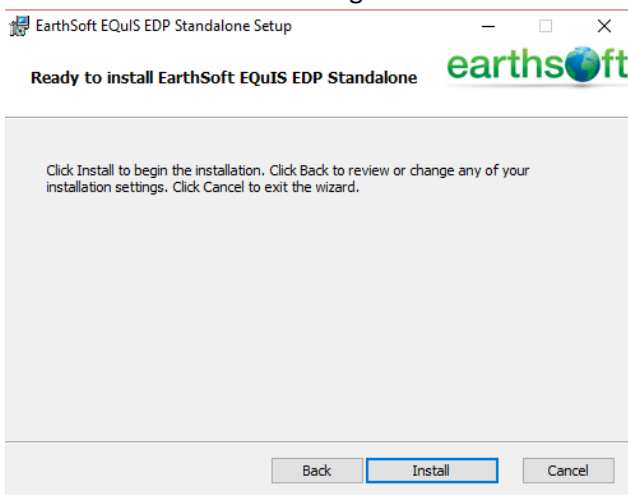 EarthSoft EQuIS EDP Standalone Setup
Ready to install EarthSoft EQuIS EDP Standalone
earthsoft
Click Install to begin the installation. Click Back to review or change any of your
installation settings. Click Cancel to exit the wizard.
Back
Install
Cancel